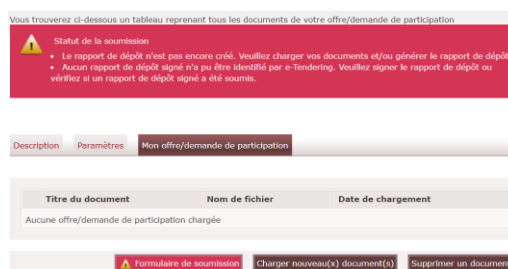 Vous trouverez ci-dessous un tableau reprenant tous les documents de votre offre/demande de participation
Statut de la soumission
• Le rapport de dépôt n'est pas encore créé. Veuillez charger vos documents et/ou générer le rapport de dépôt
• Aucun rapport de dépôt signé n'a pu être identifié par e-Tendering. Veuillez signer le rapport de dépôt ou
vérifiez si un rapport de dépôt signé a été soumis.
Description Paramètres Mon offre/demande de participation
Titre du document Nom de fichier Date de chargement
Aucune offre/demande de participation chargée
Formulaire de soumission Charger nouveau(x) document(s) Supprimer un document